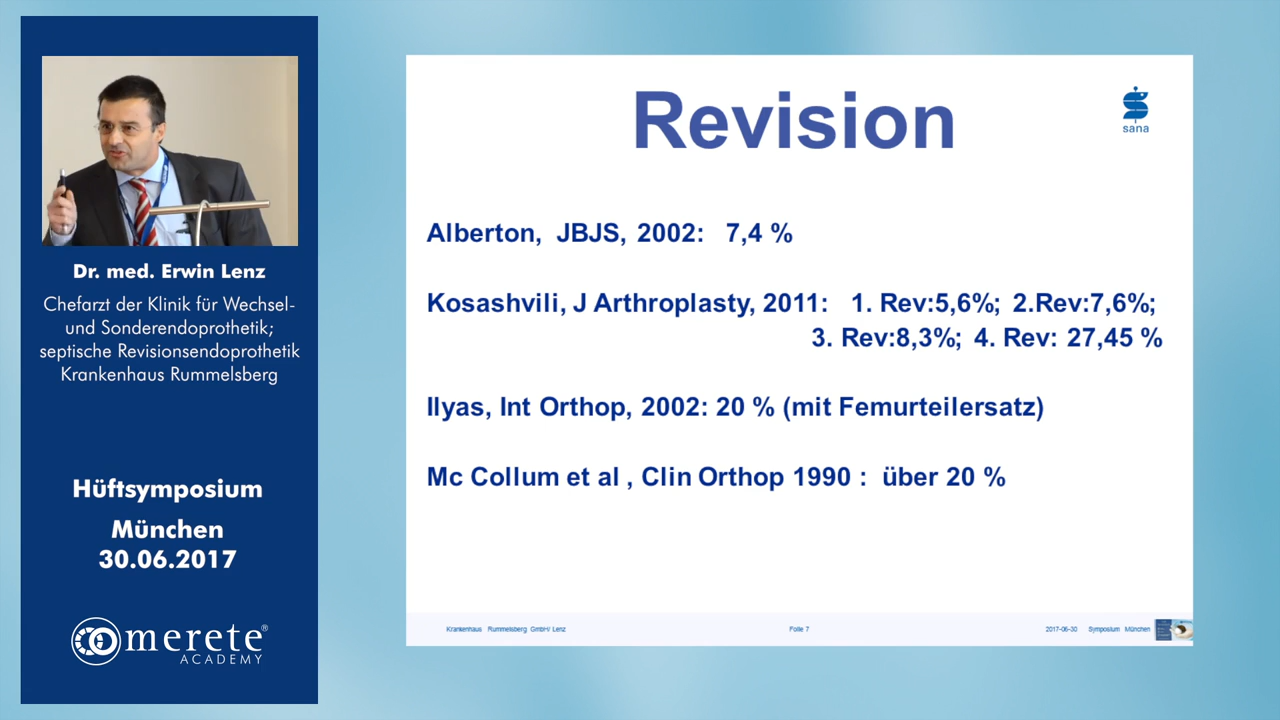 Dr. med. Erwin Lenz
Chefarzt der Klinik für Wechsel-
und Sonderendoprothetik;
septische Revisionsendoprothetik
Krankenhaus Rummelsberg
Hüftsymposium
München
30.06.2017
merete®
ACADEMY
Revision
sana
Alberton, JBJS, 2002: 7,4 %
Kosashvili, J Arthroplasty, 2011: 1. Rev:5,6%; 2.Rev:7,6%;
3. Rev:8,3%; 4. Rev: 27,45 %
Ilyas, Int Orthop, 2002: 20 % (mit Femurteilersatz)
Mc Collum et al , Clin Orthop 1990 : über 20 %
Krankenhaus Rummelsberg GmbH/ Lenz Folie 7 2017-06-30 Symposium München